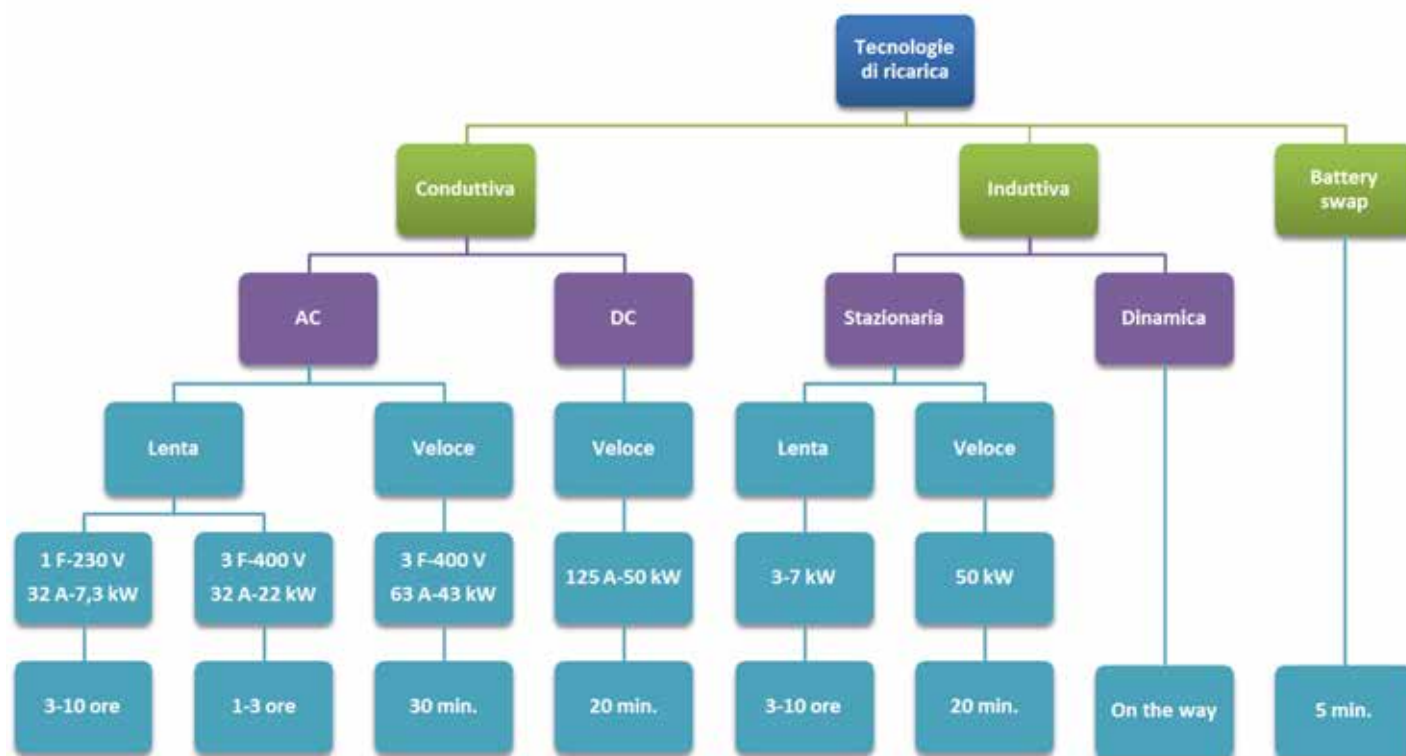 Tecnologie
di ricarica
Conduttiva
Induttiva
Battery
swap
AC
DC
Stazionaria
Dinamica
Lenta
Veloce
Veloce
Lenta
Veloce
1 F-230 V
32 A-7,3 kW
3 F-400 V
32 A-22 kW
3 F-400 V
63 A-43 kW
125 A-50 kW
3-7 kW
50 kW
3-10 ore
1-3 ore
30 min.
20 min.
3-10 ore
20 min.
On the way
5 min.